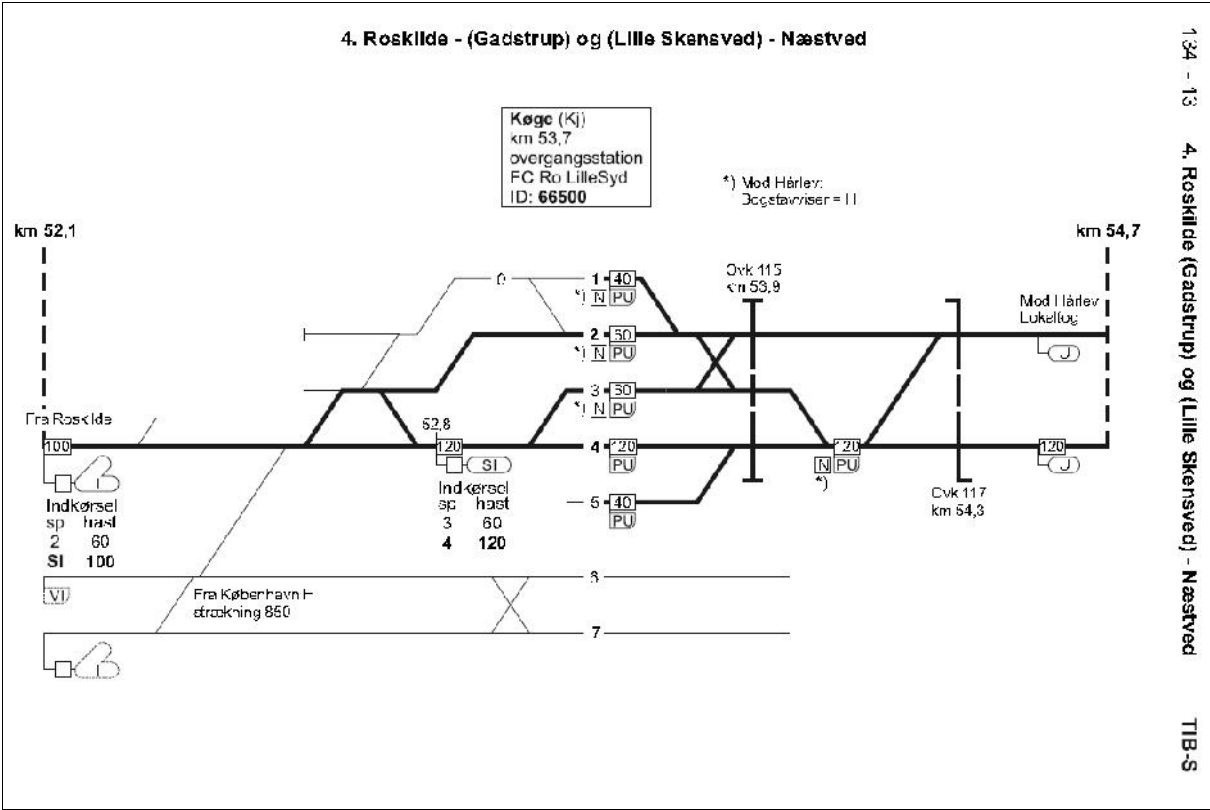 4. Roskilde - (Gadstrup) og (Lille Skensved) - Næstved
134 - 13 4. Roskilde (Gadstrup) og (Lille Skensved) - Næstved TIB-S
Køge (Kj)
km 53,7
overgangsstation
FC Ro LilleSyd
ID: 66500
*) Mod Hårlev:
Bogstavviser = H
km 52,1
km 54,7
Ovk 115
km 53,9
0
1 40
*) N PU
Mod Hårlev
Lokaltog
2 60
*) N PU
U
3 60
*) N PU
Fra Roskilde
52,8
100
120
4 120
120
120
I
SI
PU
N PU
*)
U
Indkørsel
sp hast
2 60
SI 100
Indkørsel
sp hast
3 60
4 120
5 40
PU
Ovk 117
km 54,3
VI
Fra København H
strækning 850
6
7
I